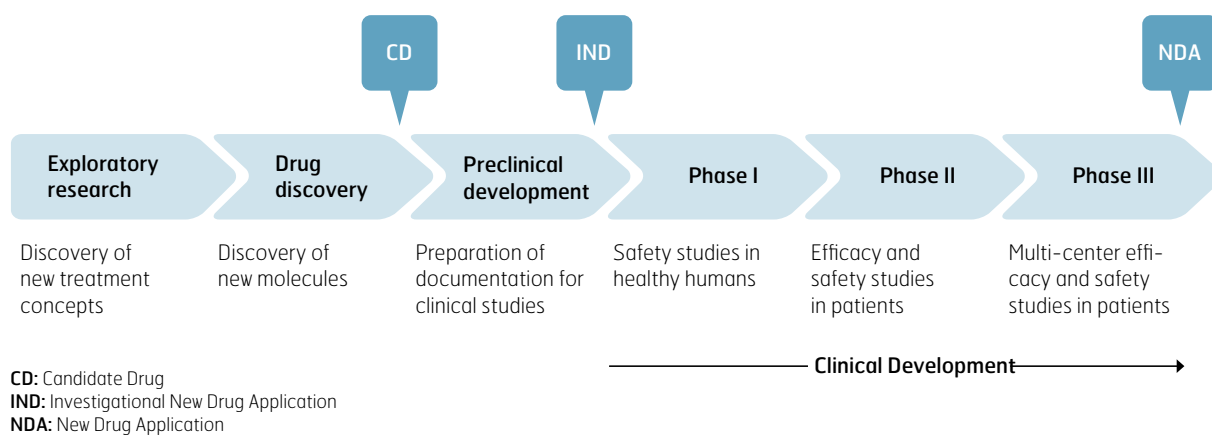 CD
IND
NDA
Exploratory
research
Drug
discovery
Preclinical
development
Phase I
Phase II
Phase III
Discovery of
new treatment
concepts
Discovery of
new molecules
Preparation of
documentation for
clinical studies
Safety studies in
healthy humans
Efficacy and
safety studies
in patients
Multi-center effi-
cacy and safety
studies in patients
Clinical Development
CD: Candidate Drug
IND: Investigational New Drug Application
NDA: New Drug Application